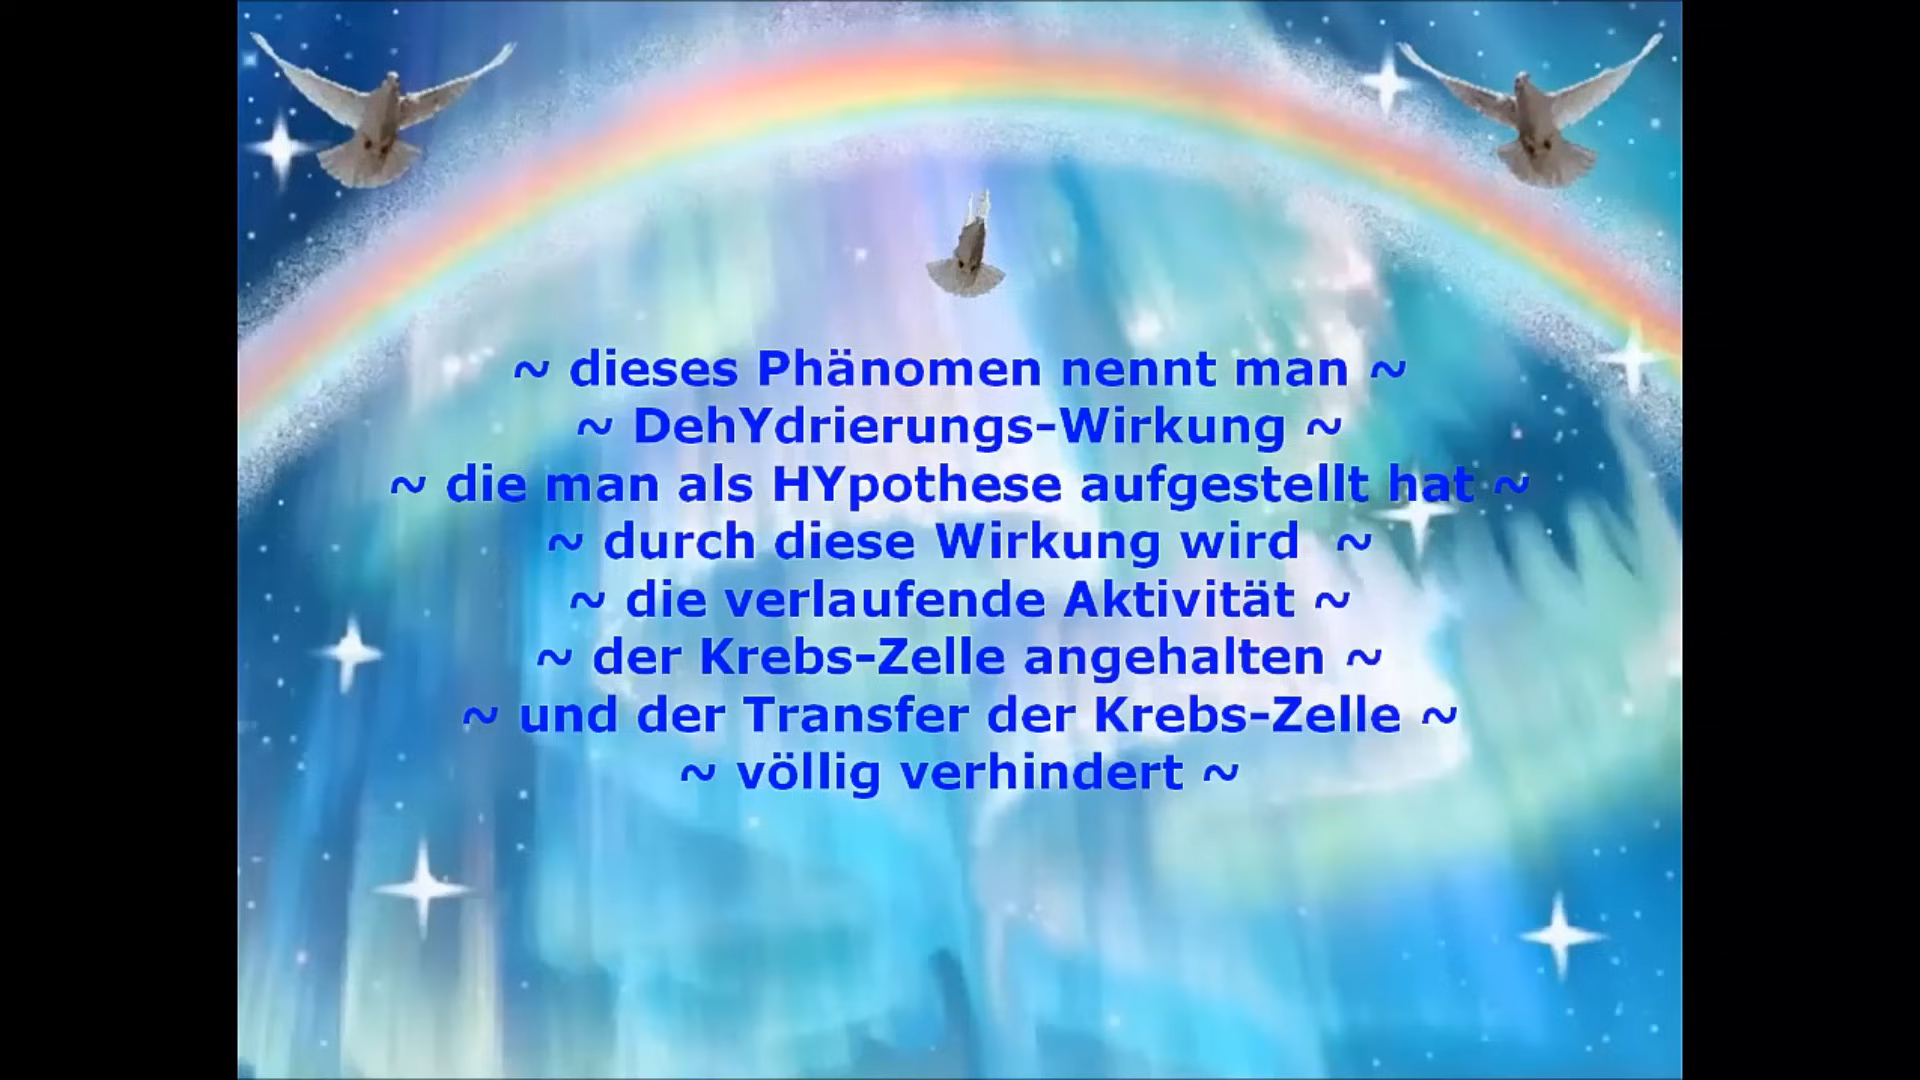 ~ dieses Phänomen nennt man ~
~ DehYdrierungs-Wirkung ~
~ die man als HYpothese aufgestellt hat ~
~ durch diese Wirkung wird  ~
~ die verlaufende Aktivität ~
~ der Krebs-Zelle angehalten ~
~ und der Transfer der Krebs-Zelle ~
~ völlig verhindert ~